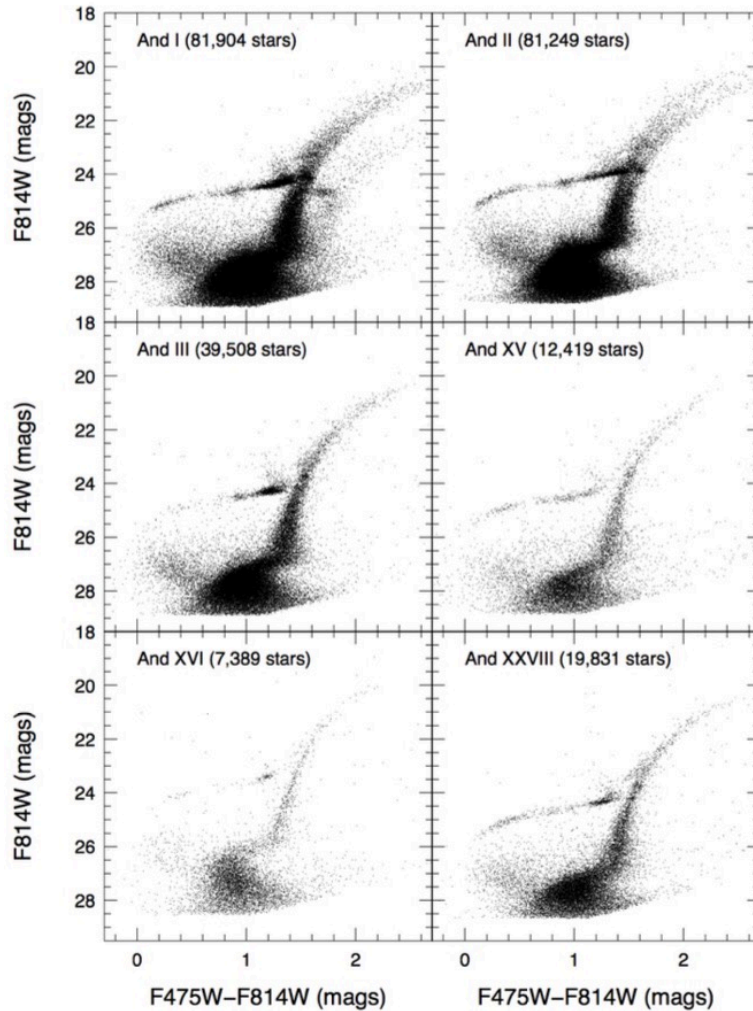 18
And I (81,904 stars)
And II (81,249 stars)
20
22
F814W (mags)
24
26
28
18
And III (39,508 stars)
And XV (12,419 stars)
20
22
F814W (mags)
24
26
28
18
And XVI (7,389 stars)
And XXVIII (19,831 stars)
20
22
F814W (mags)
24
26
28
0 1 2
0 1 2
F475W−F814W (mags)
F475W−F814W (mags)